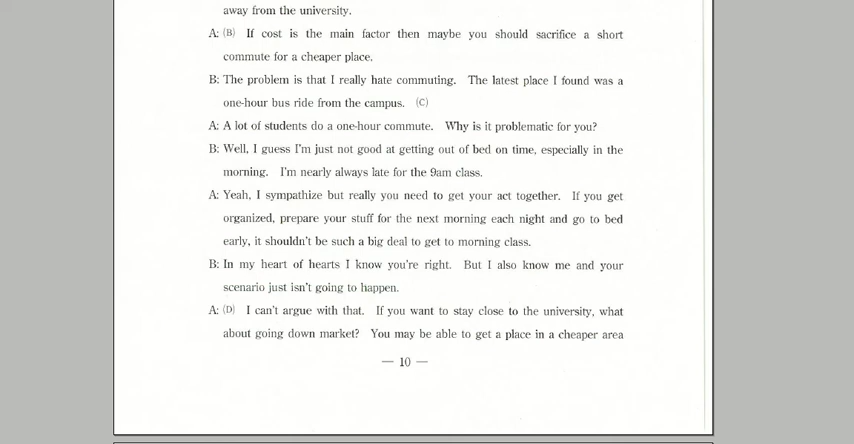 away from the university.
A: (B) If cost is the main factor then maybe you should sacrifice a short
commute for a cheaper place.
B: The problem is that I really hate commuting. The latest place I found was a
one-hour bus ride from the campus. (C)
A: A lot of students do a one-hour commute. Why is it problematic for you?
B: Well, I guess I'm just not good at getting out of bed on time, especially in the
morning. I'm nearly always late for the 9am class.
A: Yeah, I sympathize but really you need to get your act together. If you get
organized, prepare your stuff for the next morning each night and go to bed
early, it shouldn't be such a big deal to get to morning class.
B: In my heart of hearts I know you're right. But I also know me and your
scenario just isn't going to happen.
A: (D) I can't argue with that. If you want to stay close to the university, what
about going down market? You may be able to get a place in a cheaper area
— 10 —